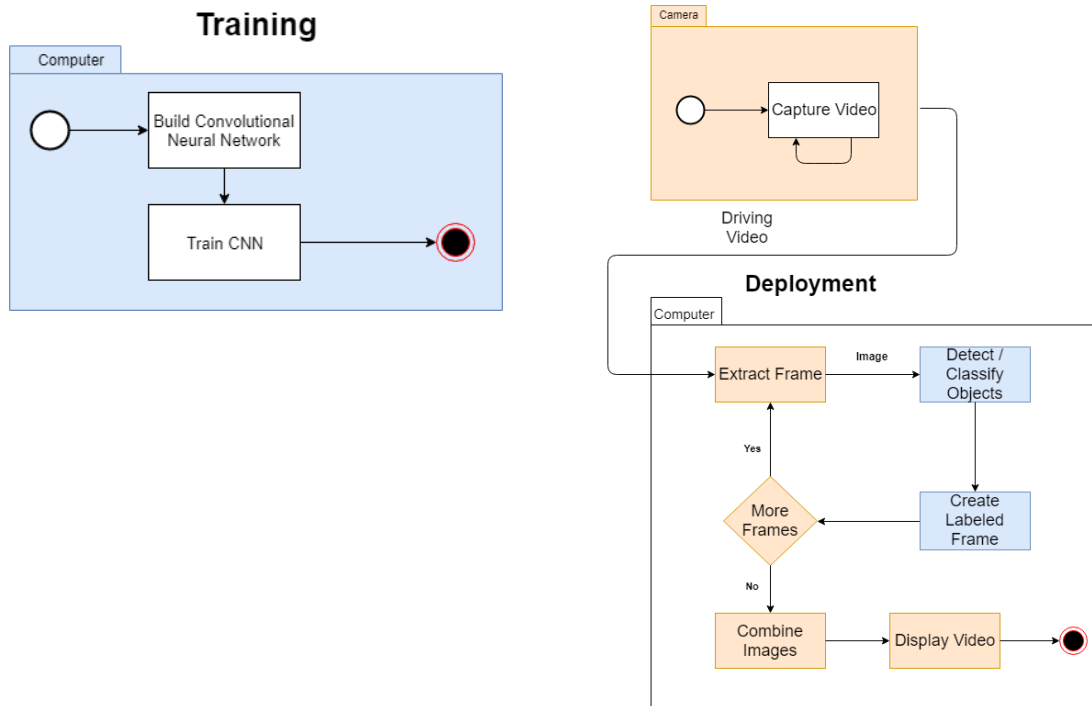 Training
Computer
Build Convolutional
Neural Network
Train CNN
Camera
Capture Video
Driving
Video
Deployment
Computer
Extract Frame
Image
Detect /
Classify
Objects
Yes
More
Frames
Create
Labeled
Frame
No
Combine
Images
Display Video